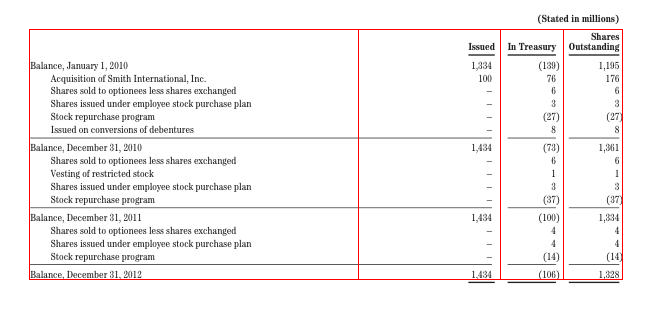 (Stated in millions)
Shares
Issued In Treasury Outstanding
Balance, January 1, 2010 1,334 (139) 1,195
Acquisition of Smith International, Inc. 100 76 176
Shares sold to optionees less shares exchanged – 6 6
Shares issued under employee stock purchase plan – 3 3
Stock repurchase program – (27) (27)
Issued on conversions of debentures – 8 8
Balance, December 31, 2010 1,434 (73) 1,361
Shares sold to optionees less shares exchanged – 6 6
Vesting of restricted stock – 1 1
Shares issued under employee stock purchase plan – 3 3
Stock repurchase program – (37) (37)
Balance, December 31, 2011 1,434 (100) 1,334
Shares sold to optionees less shares exchanged – 4 4
Shares issued under employee stock purchase plan – 4 4
Stock repurchase program – (14) (14)
Balance, December 31, 2012 1,434 (106) 1,328